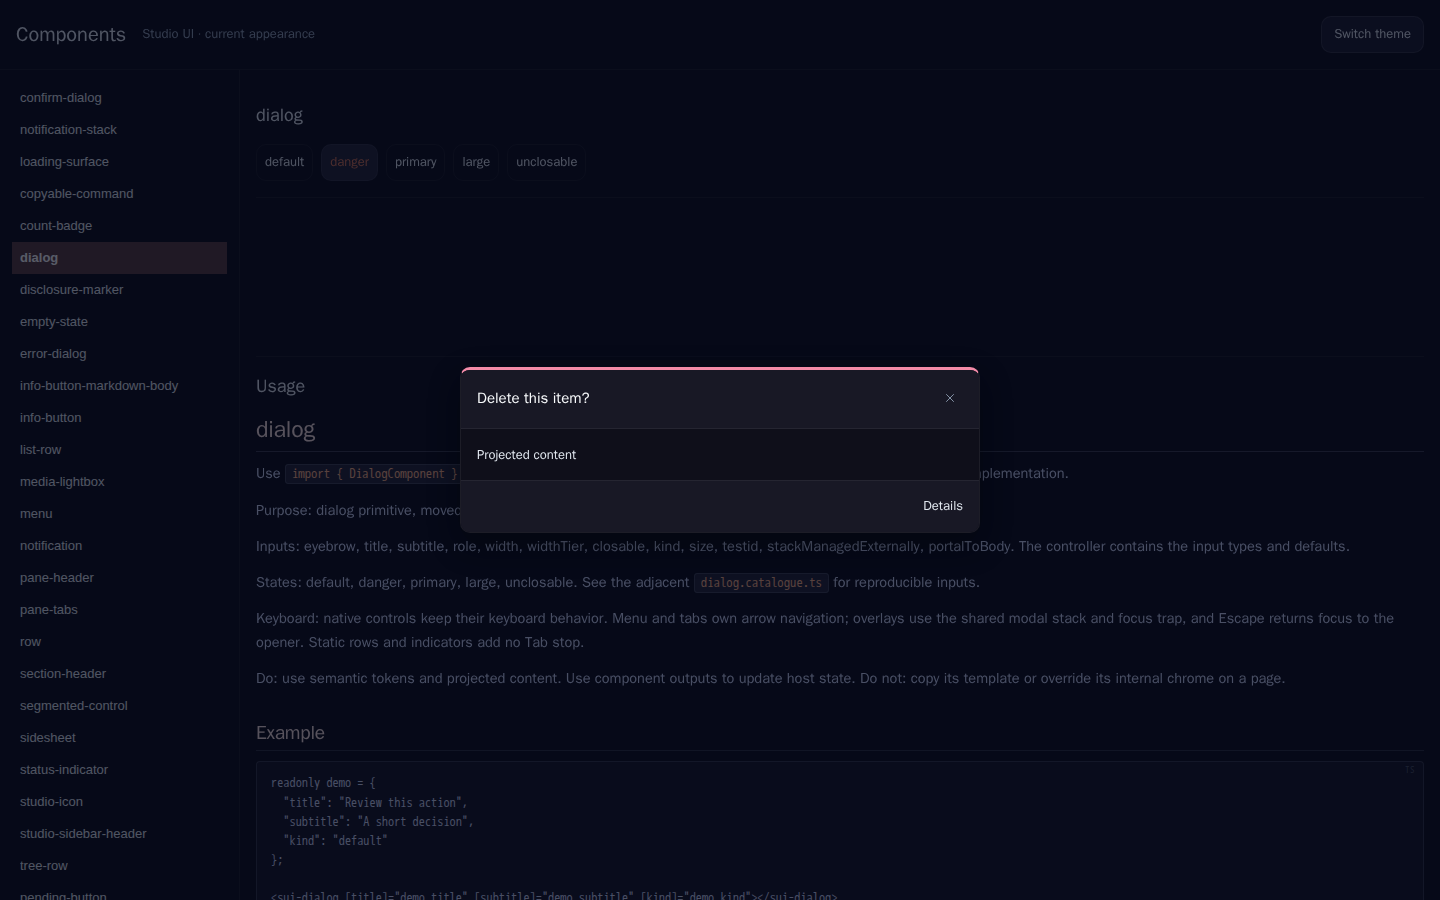 Components
Studio UI · current appearance
Switch theme
confirm-dialog
notification-stack
loading-surface
copyable-command
count-badge
dialog
disclosure-marker
empty-state
error-dialog
info-button-markdown-body
info-button
list-row
media-lightbox
menu
notification
pane-header
pane-tabs
row
section-header
segmented-control
sidesheet
status-indicator
studio-icon
studio-sidebar-header
tree-row
pending-button
dialog
default
danger
primary
large
unclosable
Delete this item?
Projected content
Details
Usage
dialog
Use import { DialogComponent }
Purpose: dialog primitive, moved
Inputs: eyebrow, title, subtitle, role, width, widthTier, closable, kind, size, testid, stackManagedExternally, portalToBody. The controller contains the input types and defaults.
States: default, danger, primary, large, unclosable. See the adjacent dialog.catalogue.ts for reproducible inputs.
Keyboard: native controls keep their keyboard behavior. Menu and tabs own arrow navigation; overlays use the shared modal stack and focus trap, and Escape returns focus to the
opener. Static rows and indicators add no Tab stop.
Do: use semantic tokens and projected content. Use component outputs to update host state. Do not: copy its template or override its internal chrome on a page.
Example
TS
readonly demo = {
"title": "Review this action",
"subtitle": "A short decision",
"kind": "default"
};
<sui-dialog [title]="demo.title" [subtitle]="demo.subtitle" [kind]="demo.kind"></sui-dialog>